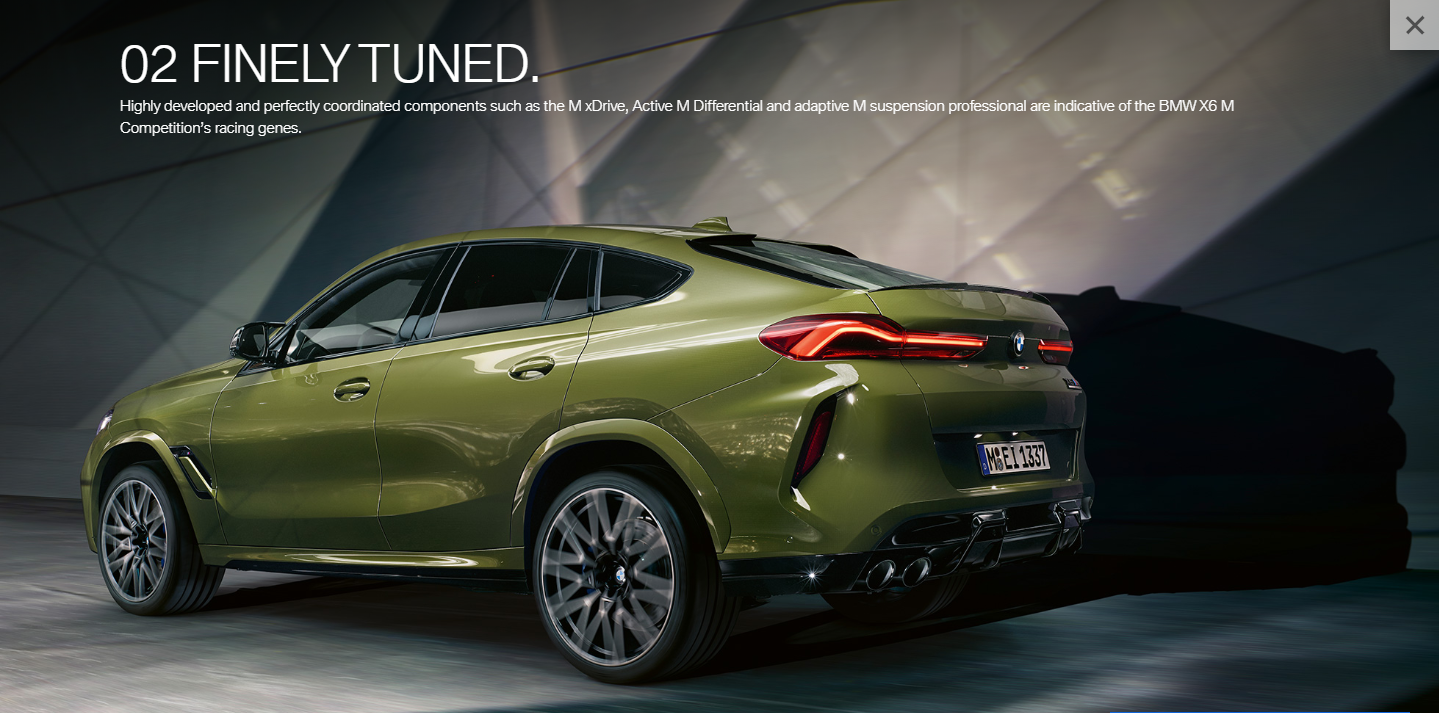 02 FINELY TUNED.
Highly developed and perfectly coordinated components such as the M xDrive, Active M Differential and adaptive M suspension professional are indicative of the BMW X6 M
Competition's racing genes.
M EI 1337